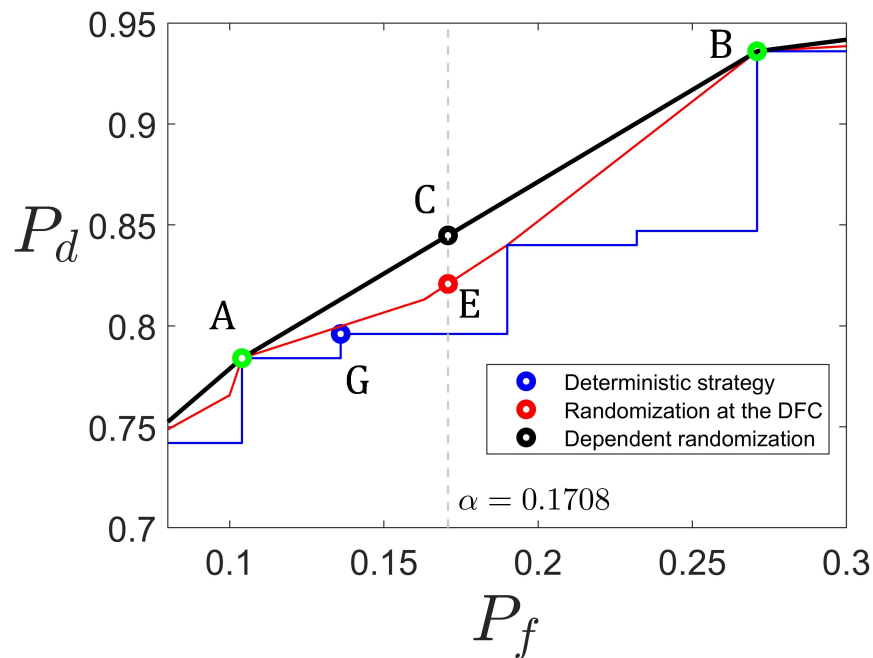 0.95
0.9
0.85
0.8
0.75
0.7
P_d
A
B
C
E
G
Deterministic strategy
Randomization at the DFC
Dependent randomization
α = 0.1708
0.1
0.15
0.2
0.25
0.3
P_f